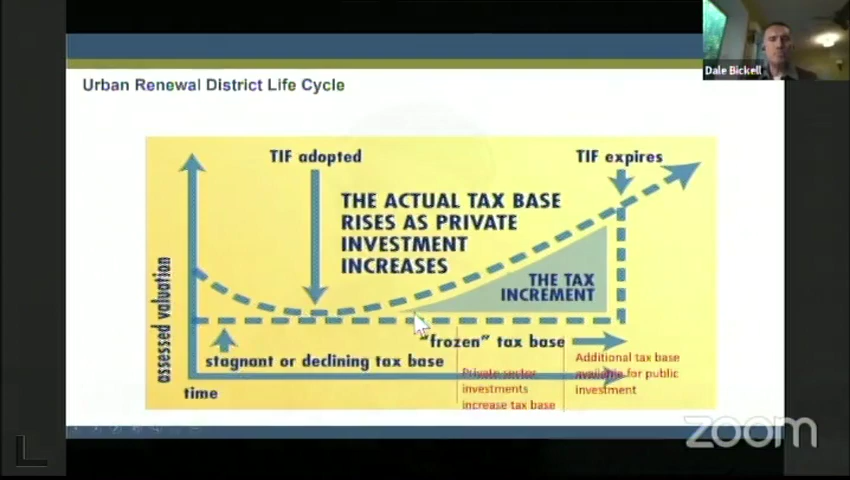 Dale Bickell
Urban Renewal District Life Cycle
TIF adopted
TIF expires
THE ACTUAL TAX BASE
RISES AS PRIVATE
INVESTMENT
INCREASES
THE TAX
INCREMENT
assessed valuation
"frozen" tax base
stagnant or declining tax base
time
Private sector
investments
increase tax base
Additional tax base
available for public
investment
zoom